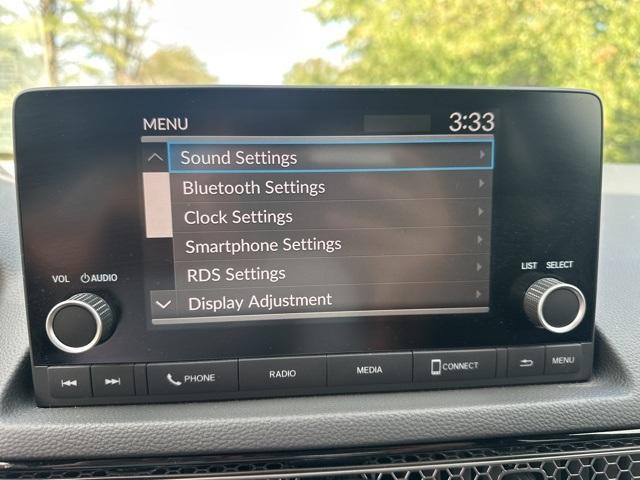 MENU 3:33
Sound Settings
Bluetooth Settings
Clock Settings
Smartphone Settings
RDS Settings
Display Adjustment
VOL AUDIO
LIST SELECT
PHONE RADIO MEDIA CONNECT MENU